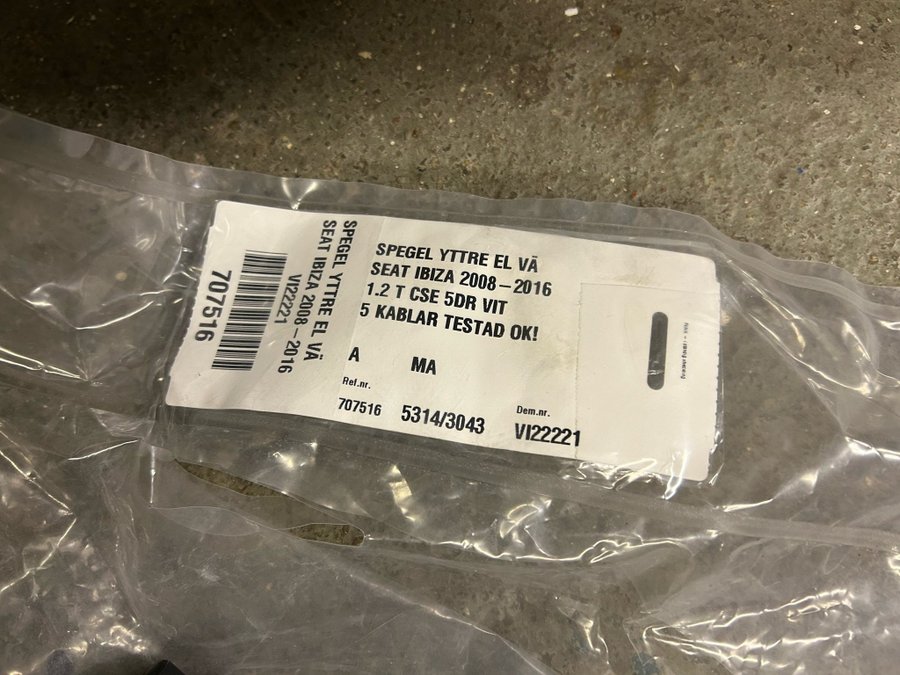 SPEGEL YTTRE EL VÄ
SEAT IBIZA 2008-2016
VI22221
707516
SPEGEL YTTRE EL VÄ
SEAT IBIZA 2008-2016
1.2 T CSE 5DR VIT
5 KABLAR TESTAD OK!
A MA
Ref.nr.
707516 5314/3043
Dem.nr.
VI22221